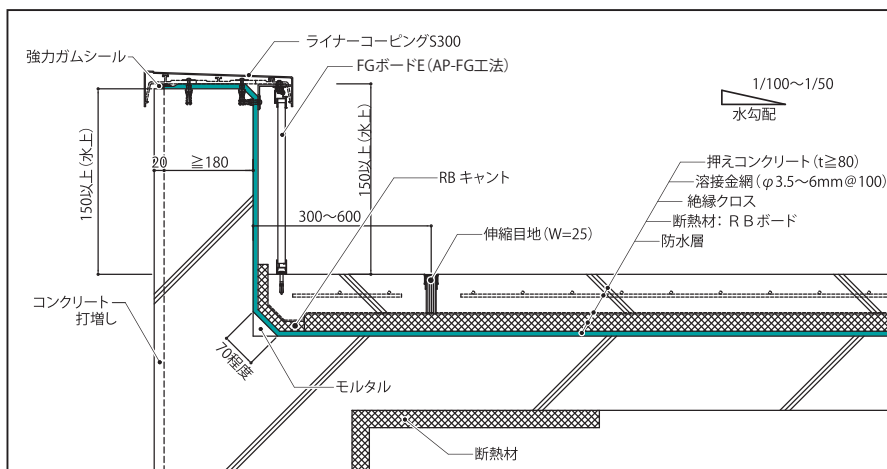 ライナーコーピングS300
強力ガムシール
FGボードE(AP-FG工法)
1/100～1/50
水勾配
150以上(水上)
20
≧180
150以上(水上)
押えコンクリート(t≧80)
RBキャント
溶接金網(φ3.5～6mm@100)
絶縁クロス
300～600
断熱材：RBボード
伸縮目地(W=25)
防水層
コンクリート
打増し
70程度
モルタル
断熱材